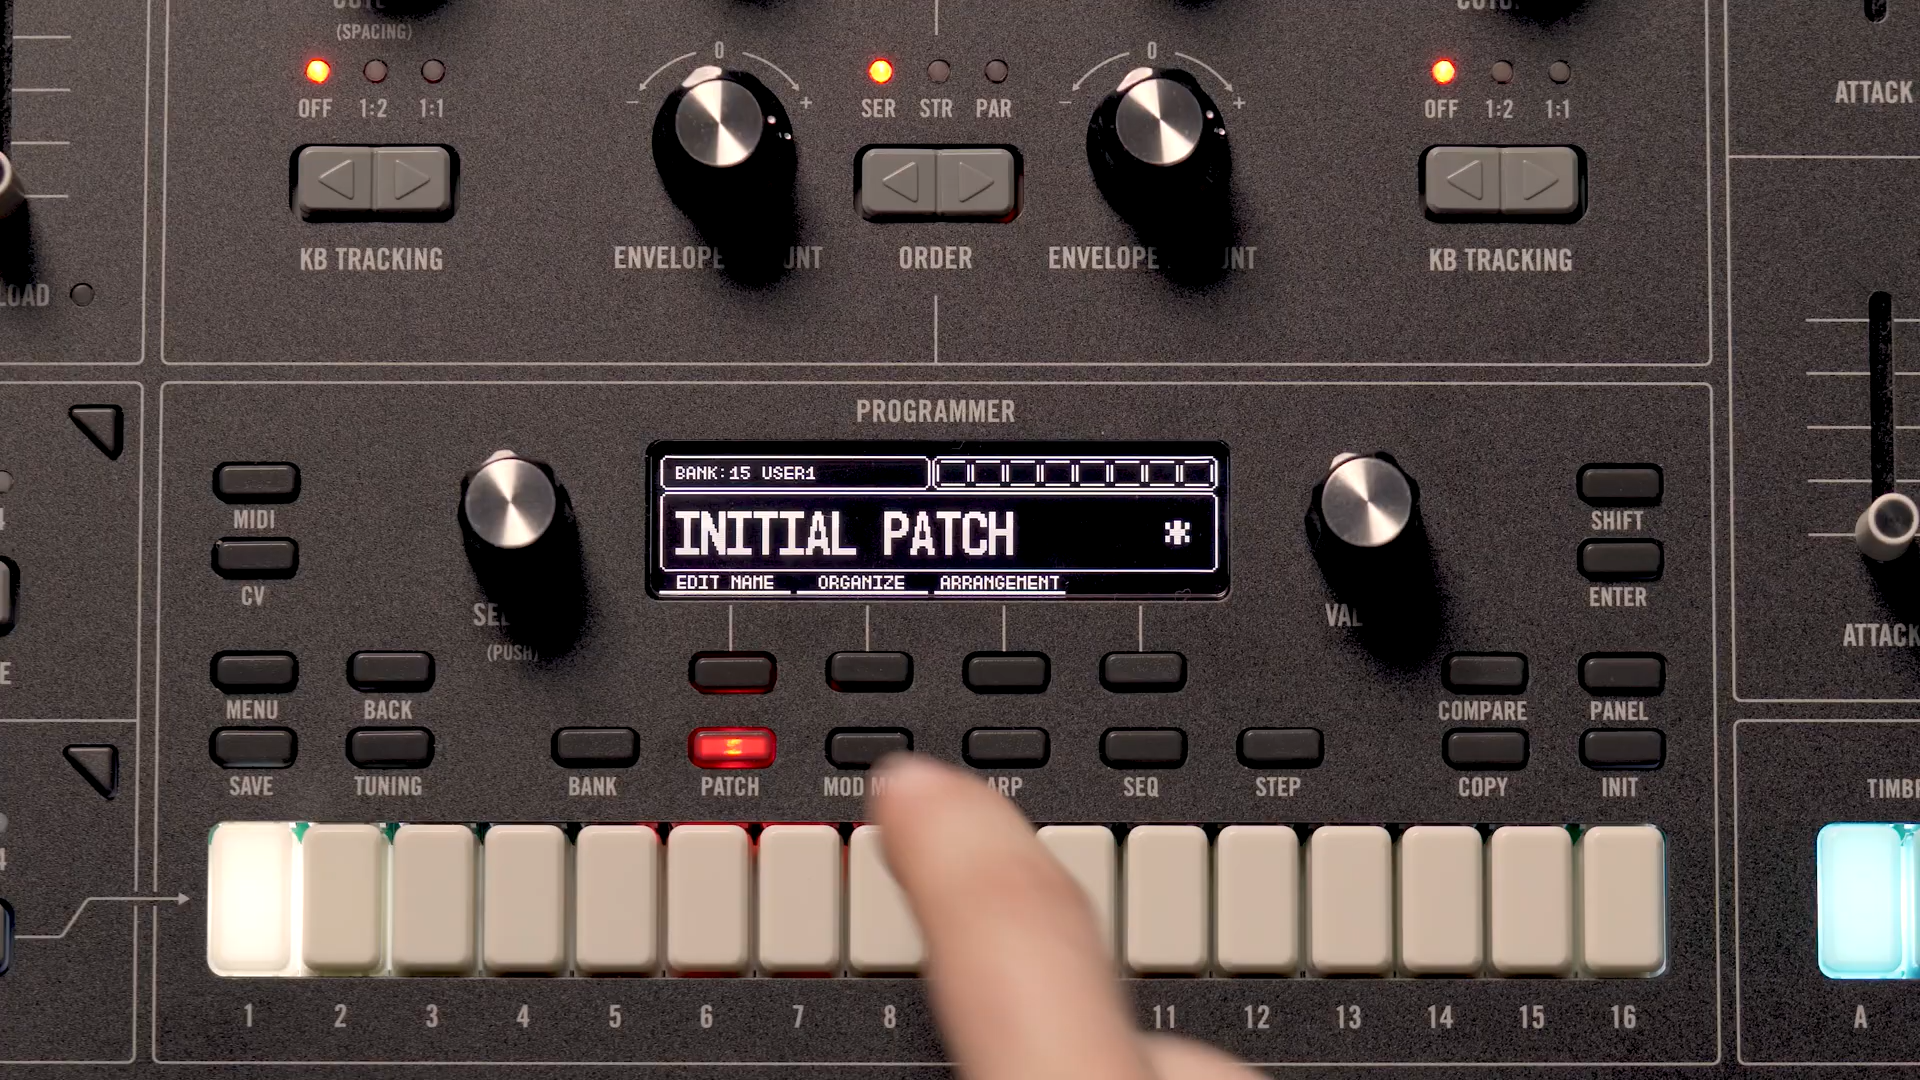 (SPACING)
0
0
OFF 1:2 1:1
− +
SER STR PAR
− +
OFF 1:2 1:1
ATTACK
KB TRACKING
ENVELOPE
ORDER
ENVELOPE
KB TRACKING
PROGRAMMER
BANK:15 USER1
INITIAL PATCH *
EDIT NAME ORGANIZE ARRANGEMENT
MIDI
SHIFT
CV
ENTER
(PUSH)
ATTACK
MENU
BACK
COMPARE
PANEL
SAVE
TUNING
BANK
PATCH
MOD
SEQ
STEP
COPY
INIT
1 2 3 4 5 6 7 8 11 12 13 14 15 16
A